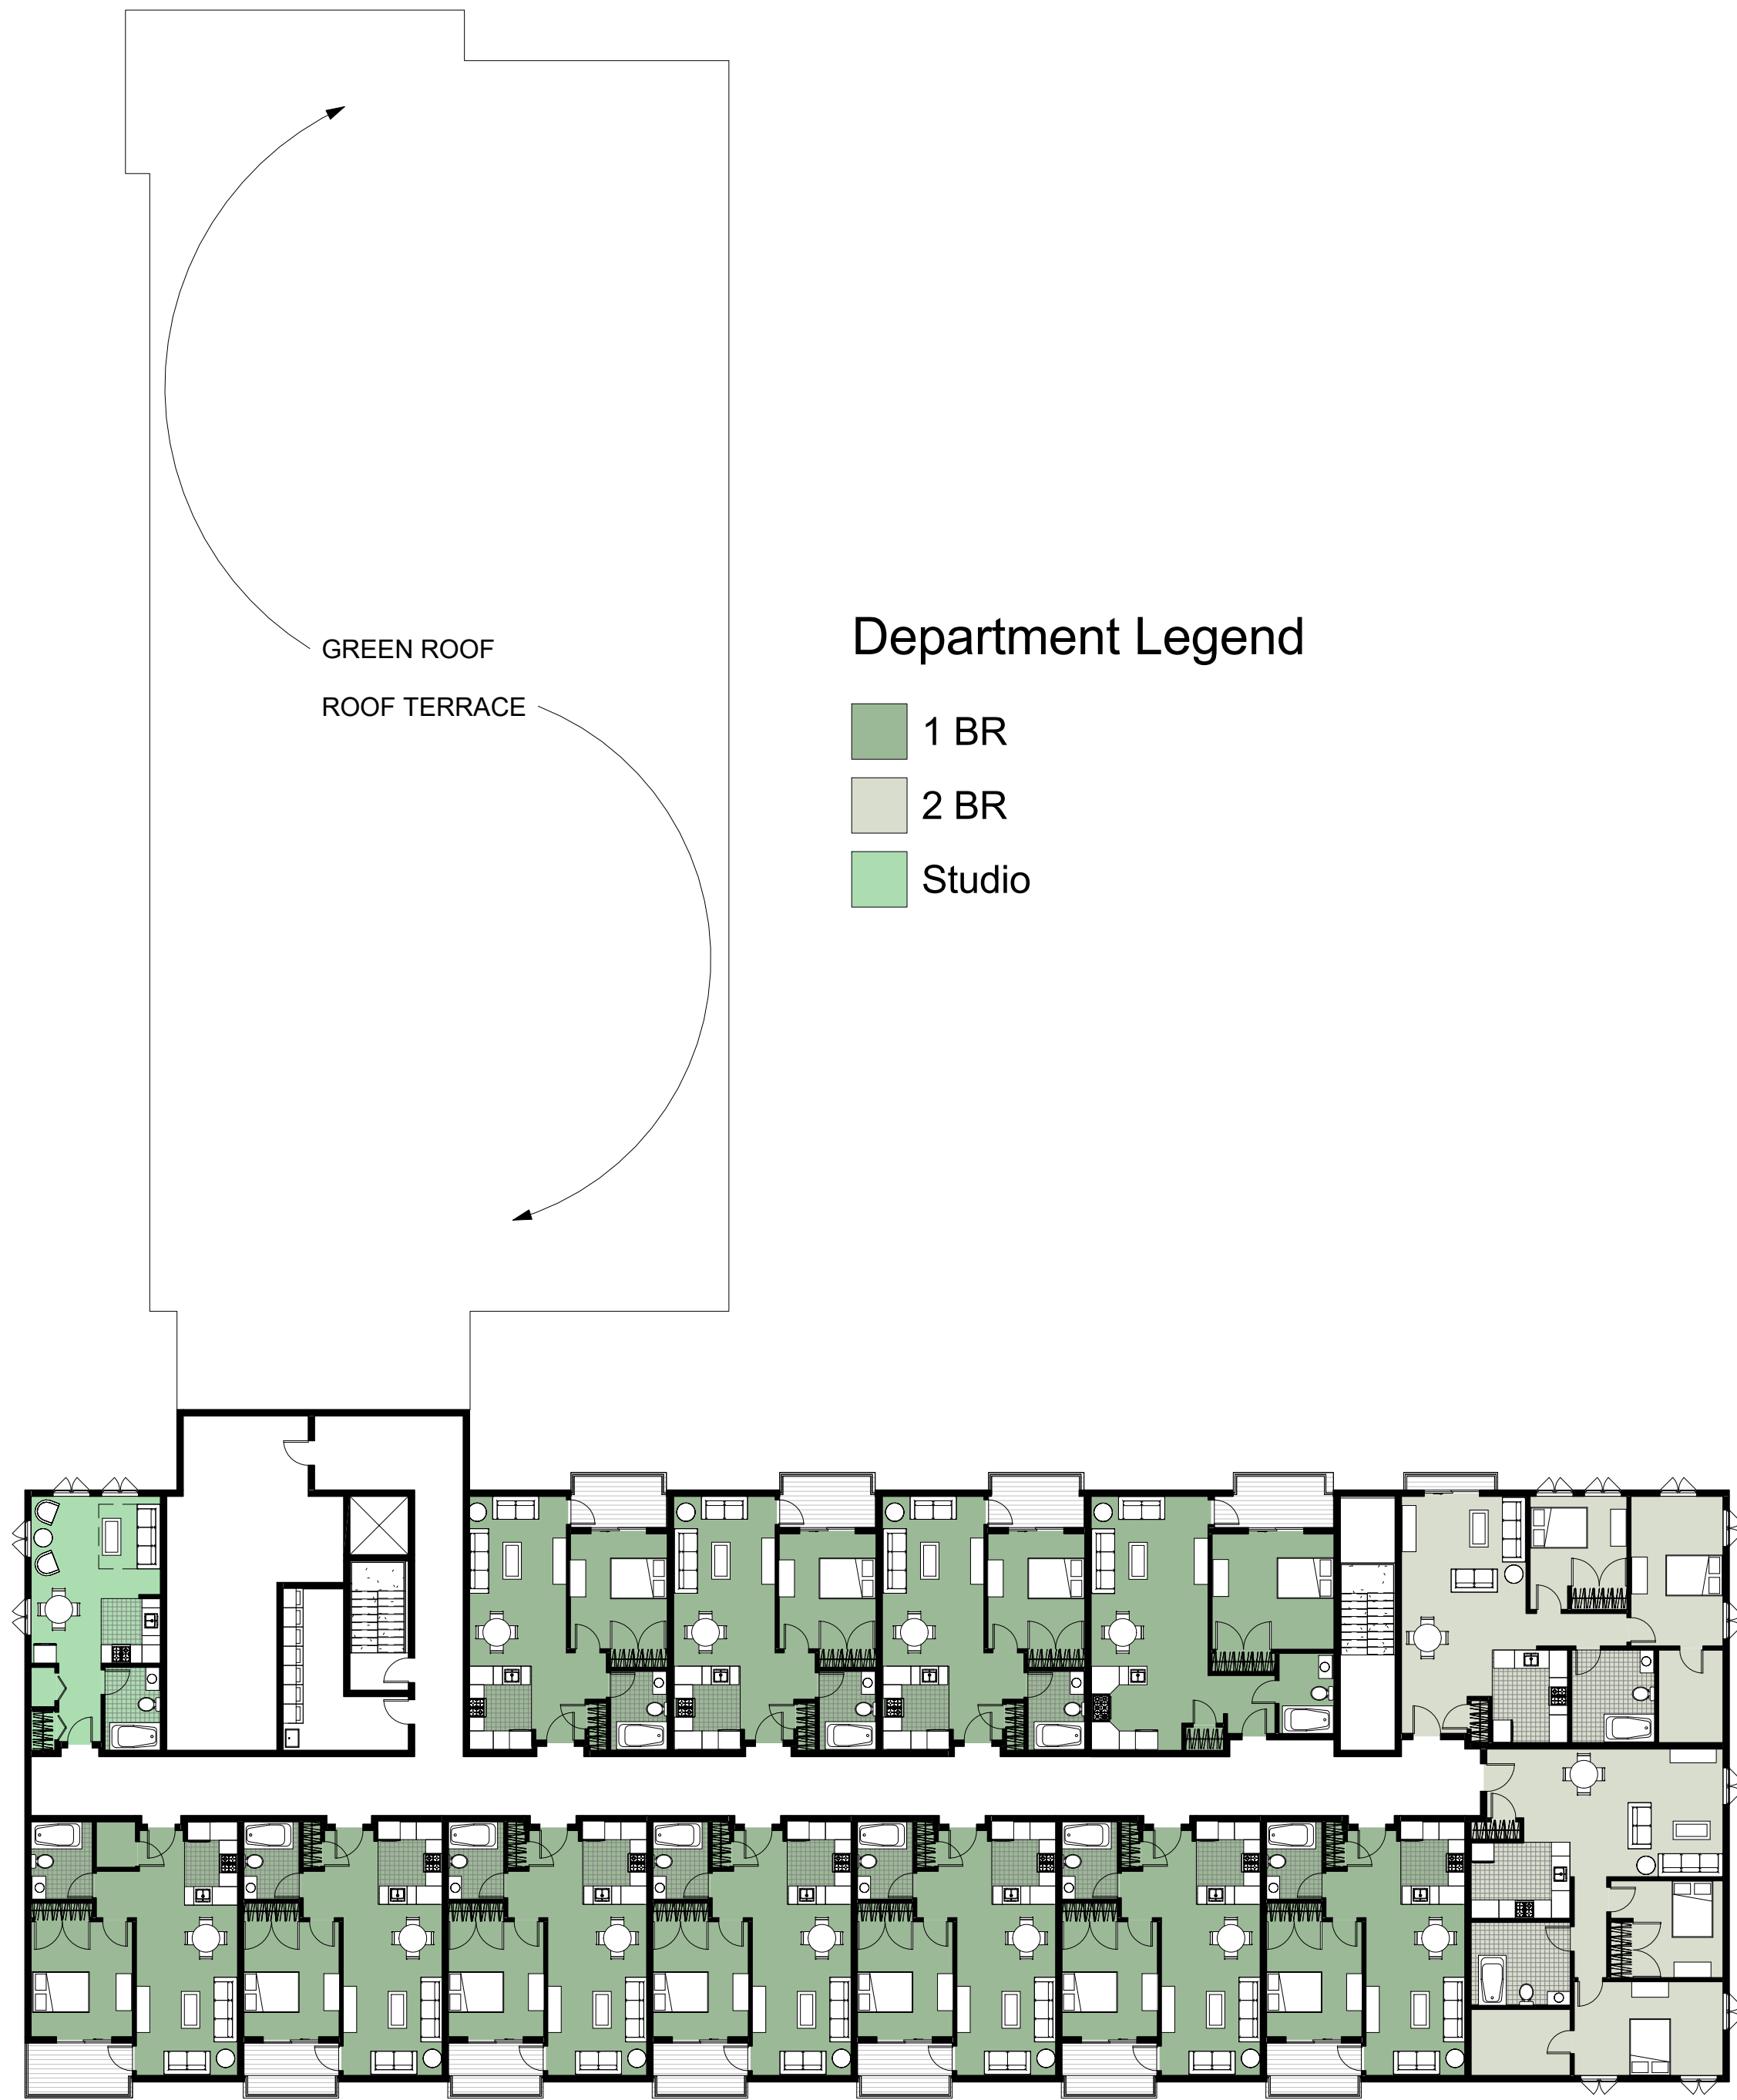 GREEN ROOF
ROOF TERRACE
Department Legend
1 BR
2 BR
Studio